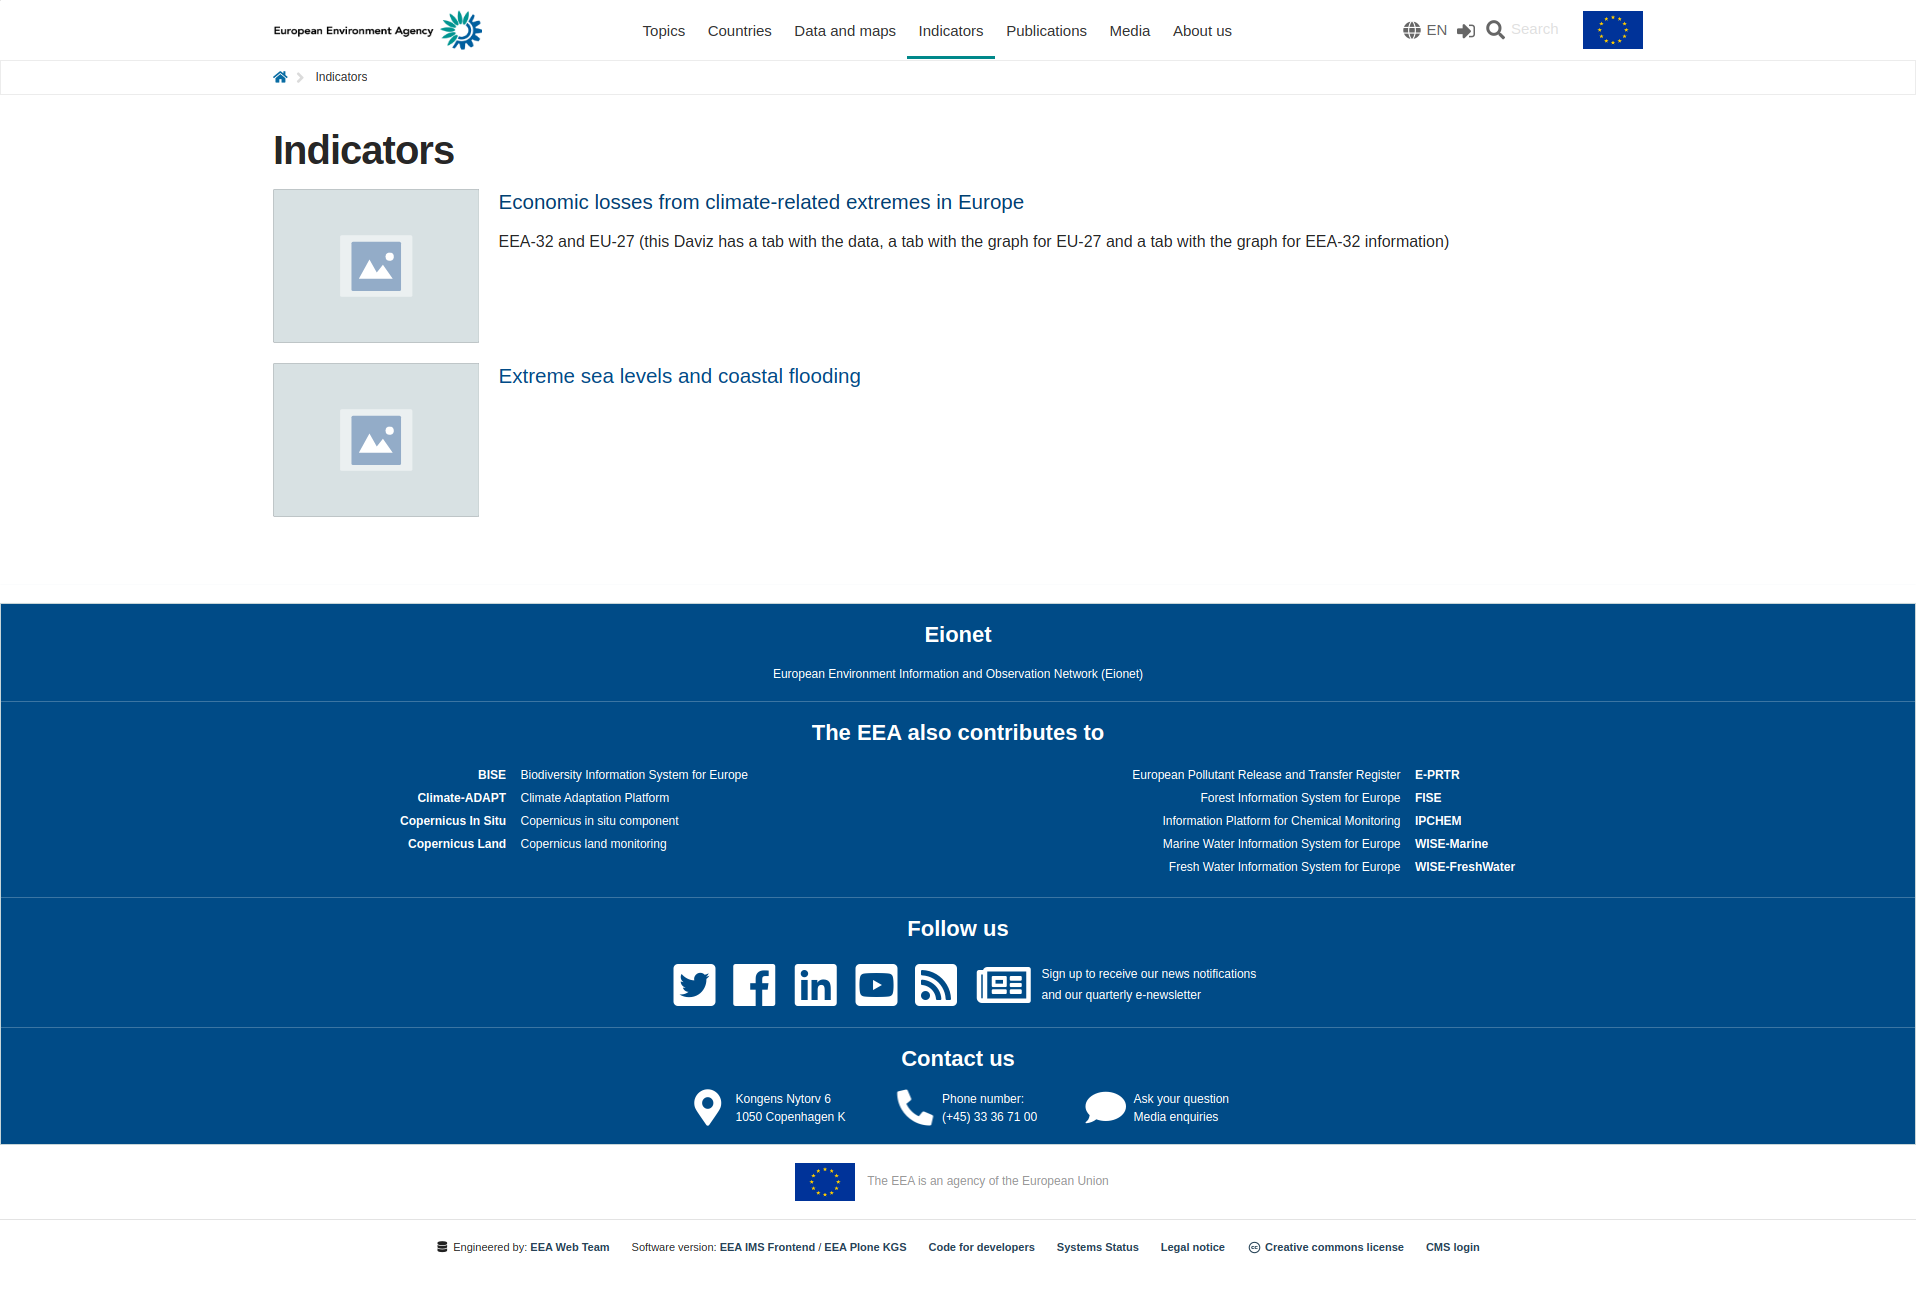 European Environment Agency
Topics Countries Data and maps Indicators Publications Media About us
EN Search
Indicators
Indicators
Economic losses from climate-related extremes in Europe
EEA-32 and EU-27 (this Daviz has a tab with the data, a tab with the graph for EU-27 and a tab with the graph for EEA-32 information)
Extreme sea levels and coastal flooding
Eionet
European Environment Information and Observation Network (Eionet)
The EEA also contributes to
BISE Biodiversity Information System for Europe
Climate-ADAPT Climate Adaptation Platform
Copernicus In Situ Copernicus in situ component
Copernicus Land Copernicus land monitoring
European Pollutant Release and Transfer Register E-PRTR
Forest Information System for Europe FISE
Information Platform for Chemical Monitoring IPCHEM
Marine Water Information System for Europe WISE-Marine
Fresh Water Information System for Europe WISE-FreshWater
Follow us
Sign up to receive our news notifications
and our quarterly e-newsletter
Contact us
Kongens Nytorv 6
1050 Copenhagen K
Phone number:
(+45) 33 36 71 00
Ask your question
Media enquiries
The EEA is an agency of the European Union
Engineered by: EEA Web Team Software version: EEA IMS Frontend / EEA Plone KGS Code for developers Systems Status Legal notice Creative commons license CMS login